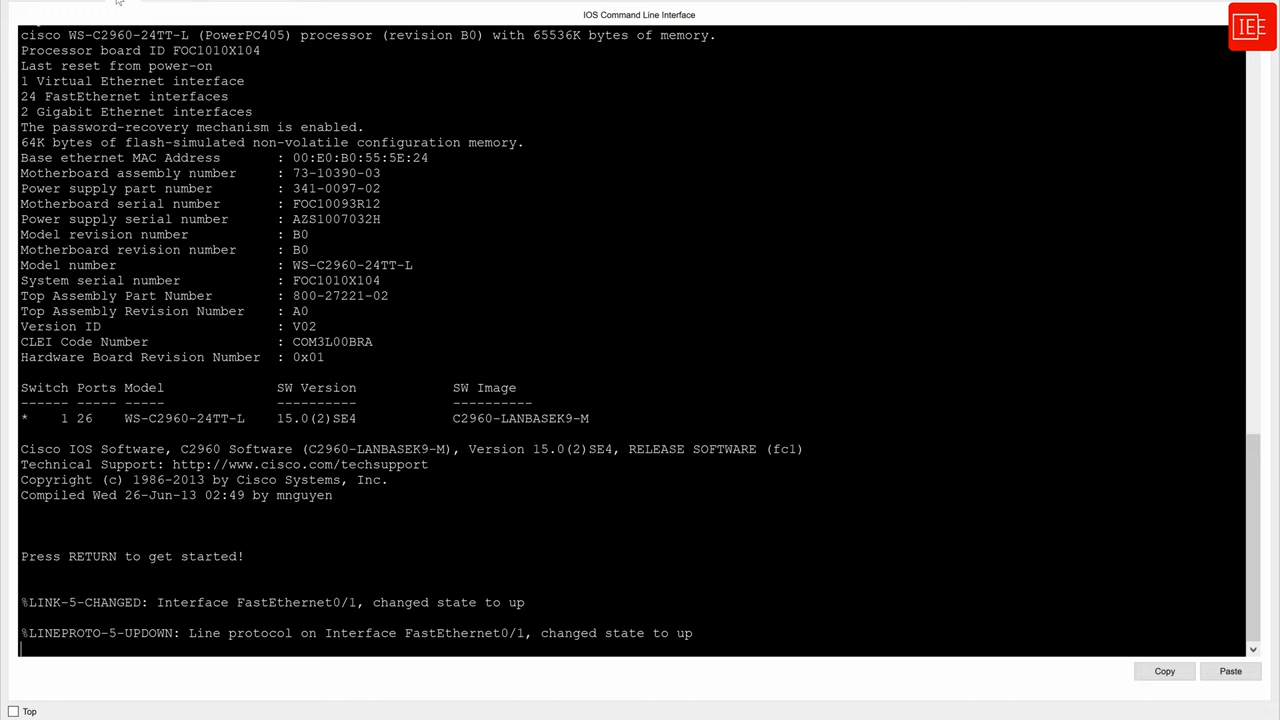 IOS Command Line Interface
IEE
cisco WS-C2960-24TT-L (PowerPC405) processor (revision B0) with 65536K bytes of memory.
Processor board ID FOC1010X104
Last reset from power-on
1 Virtual Ethernet interface
24 FastEthernet interfaces
2 Gigabit Ethernet interfaces
The password-recovery mechanism is enabled.
64K bytes of flash-simulated non-volatile configuration memory.
Base ethernet MAC Address : 00:E0:B0:55:5E:24
Motherboard assembly number : 73-10390-03
Power supply part number : 341-0097-02
Motherboard serial number : FOC10093R12
Power supply serial number : AZS1007032H
Model revision number : B0
Motherboard revision number : B0
Model number : WS-C2960-24TT-L
System serial number : FOC1010X104
Top Assembly Part Number : 800-27221-02
Top Assembly Revision Number : A0
Version ID : V02
CLEI Code Number : COM3L00BRA
Hardware Board Revision Number : 0x01
Switch Ports Model SW Version SW Image
------ ----- ----- ---------- ----------
* 1 26 WS-C2960-24TT-L 15.0(2)SE4 C2960-LANBASEK9-M
Cisco IOS Software, C2960 Software (C2960-LANBASEK9-M), Version 15.0(2)SE4, RELEASE SOFTWARE (fc1)
Technical Support: http://www.cisco.com/techsupport
Copyright (c) 1986-2013 by Cisco Systems, Inc.
Compiled Wed 26-Jun-13 02:49 by mnguyen
Press RETURN to get started!
%LINK-5-CHANGED: Interface FastEthernet0/1, changed state to up
%LINEPROTO-5-UPDOWN: Line protocol on Interface FastEthernet0/1, changed state to up
Copy Paste
Top